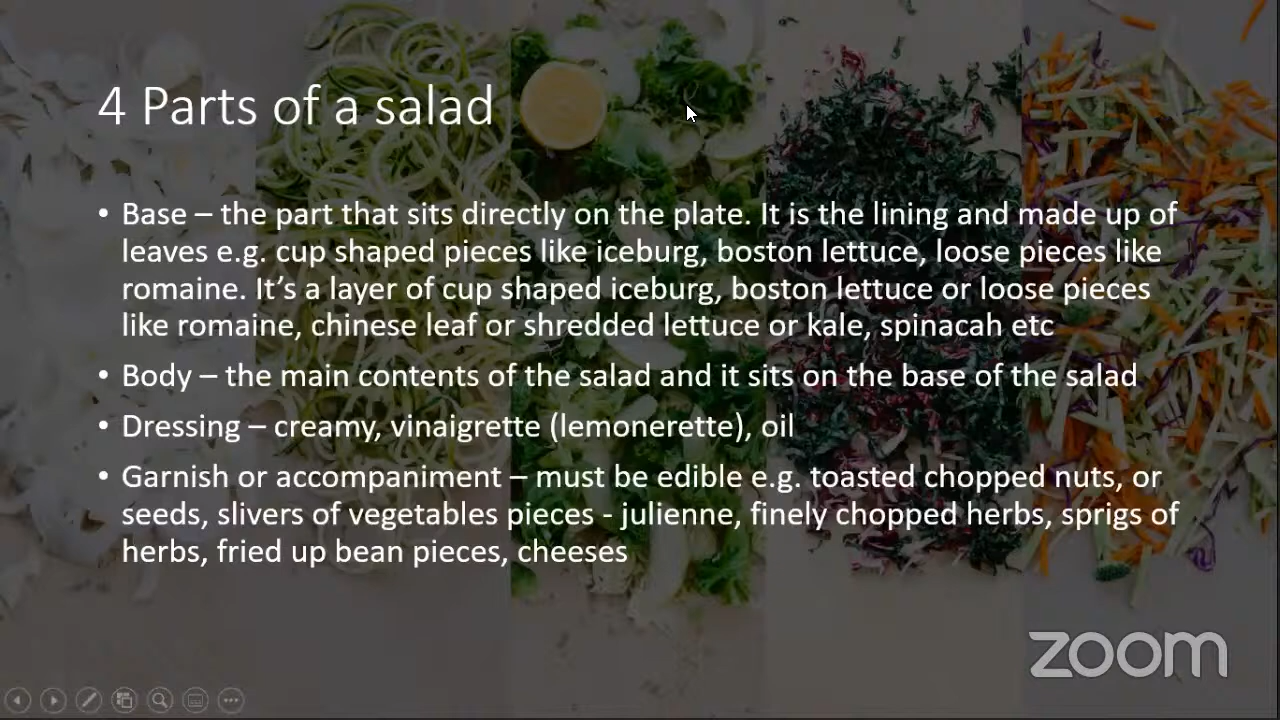 4 Parts of a salad
• Base – the part that sits directly on the plate. It is the lining and made up of
leaves e.g. cup shaped pieces like iceburg, boston lettuce, loose pieces like
romaine. It’s a layer of cup shaped iceburg, boston lettuce or loose pieces
like romaine, chinese leaf or shredded lettuce or kale, spinacah etc
• Body – the main contents of the salad and it sits on the base of the salad
• Dressing – creamy, vinaigrette (lemonerette), oil
• Garnish or accompaniment – must be edible e.g. toasted chopped nuts, or
seeds, slivers of vegetables pieces - julienne, finely chopped herbs, sprigs of
herbs, fried up bean pieces, cheeses
zoom